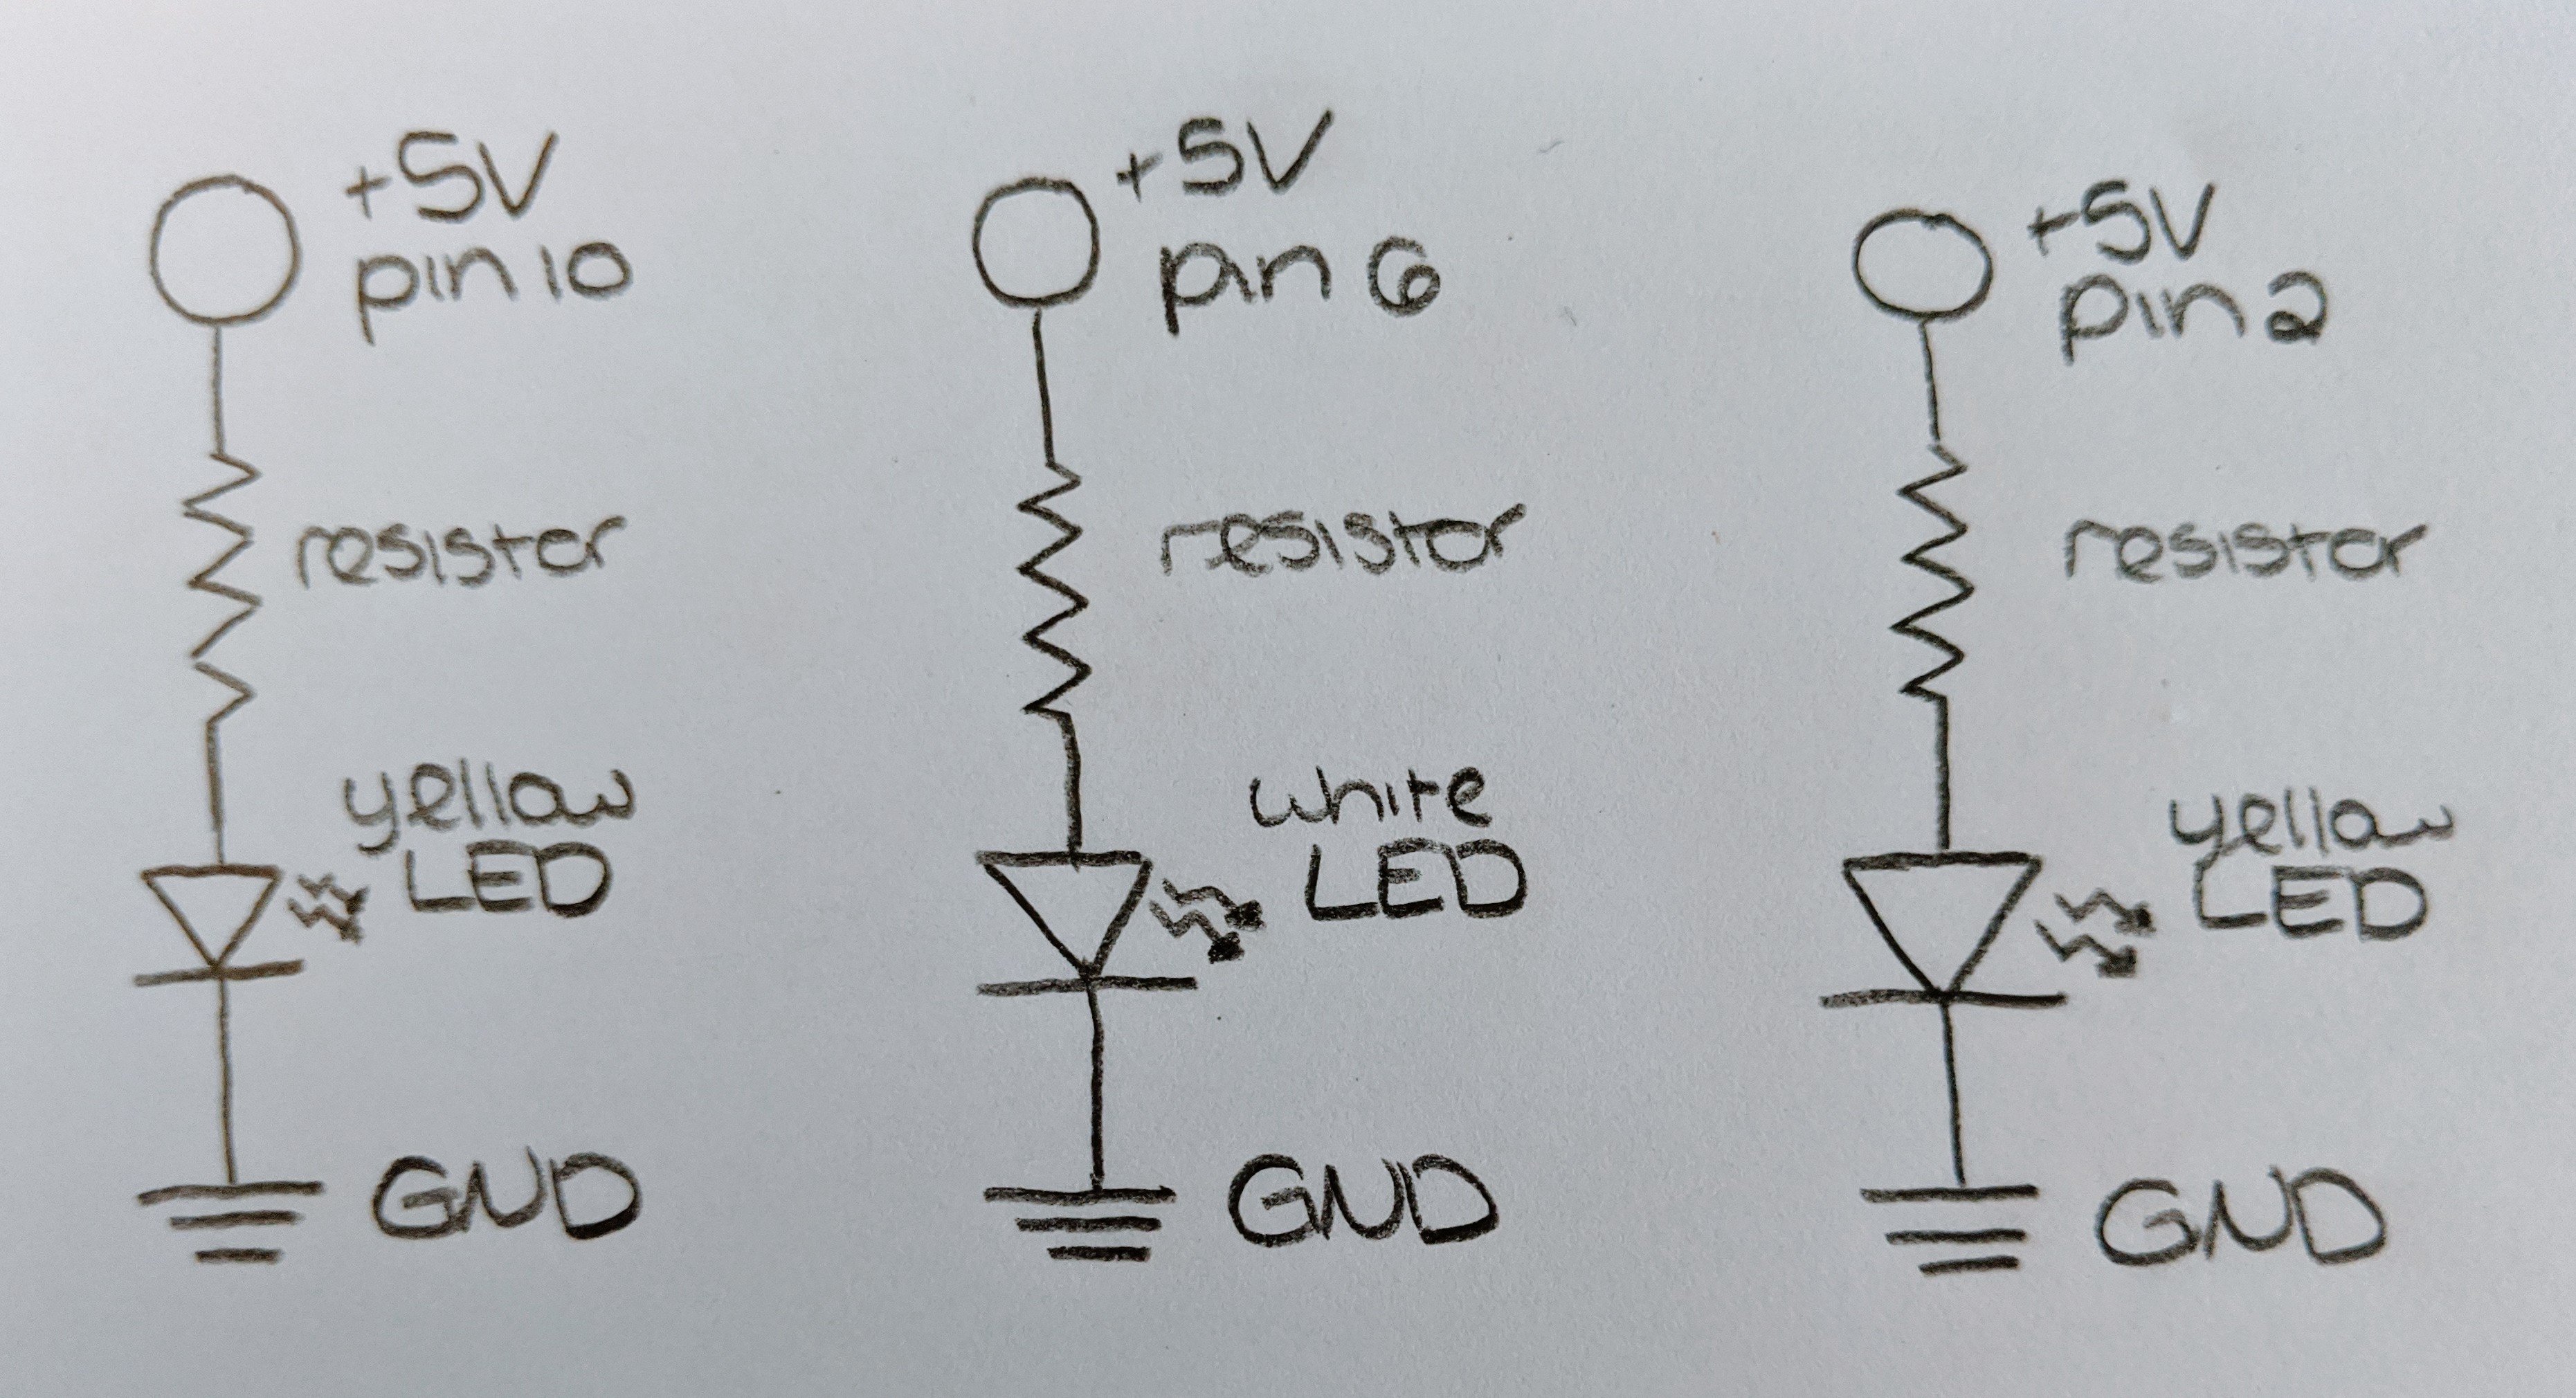 +5V
pin 10
resistor
yellow
LED
GND
+5V
pin 6
resistor
white
LED
GND
+5V
pin 2
resistor
yellow
LED
GND